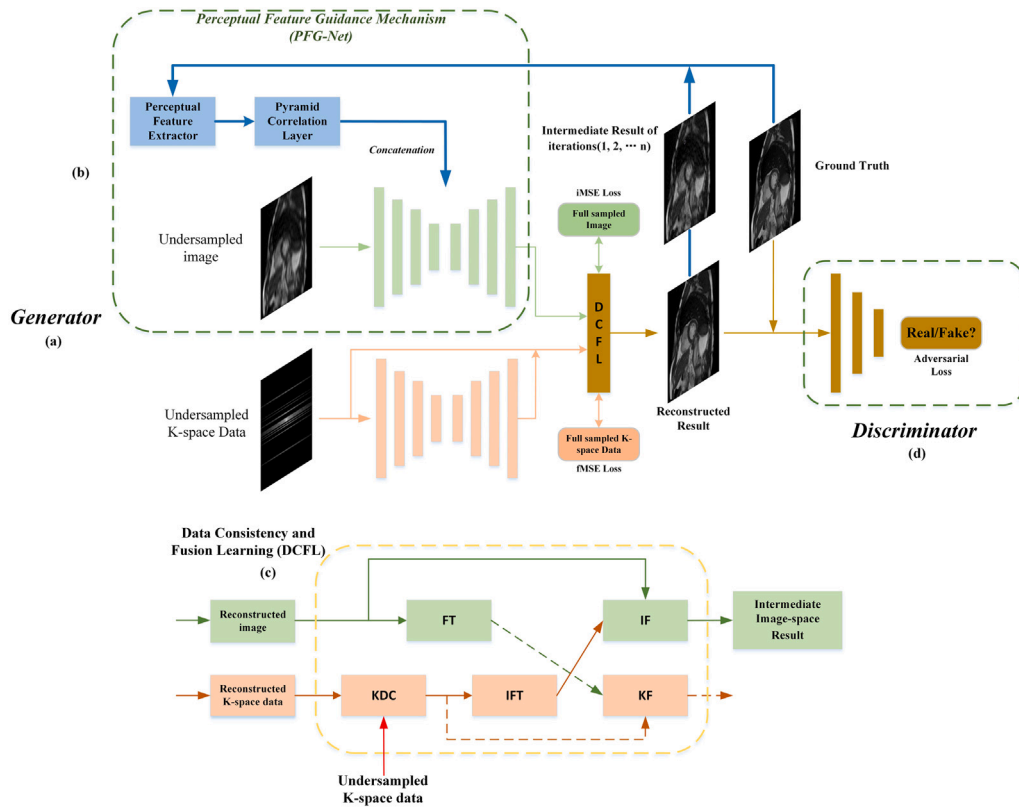 Perceptual Feature Guidance Mechanism
(PFG-Net)
Perceptual
Feature
Extractor
Pyramid
Correlation
Layer
Concatenation
Intermediate Result of
iterations(1, 2, ··· n)
Ground Truth
(b)
iMSE Loss
Full sampled
Image
Undersampled
image
Generator
(a)
D
C
F
L
Real/Fake?
Adversarial
Loss
Undersampled
K-space Data
Reconstructed
Result
Full sampled K-
space Data
fMSE Loss
Discriminator
(d)
Data Consistency and
Fusion Learning (DCFL)
(c)
Reconstructed
image
FT
IF
Intermediate
Image-space
Result
Reconstructed
K-space data
KDC
IFT
KF
Undersampled
K-space data